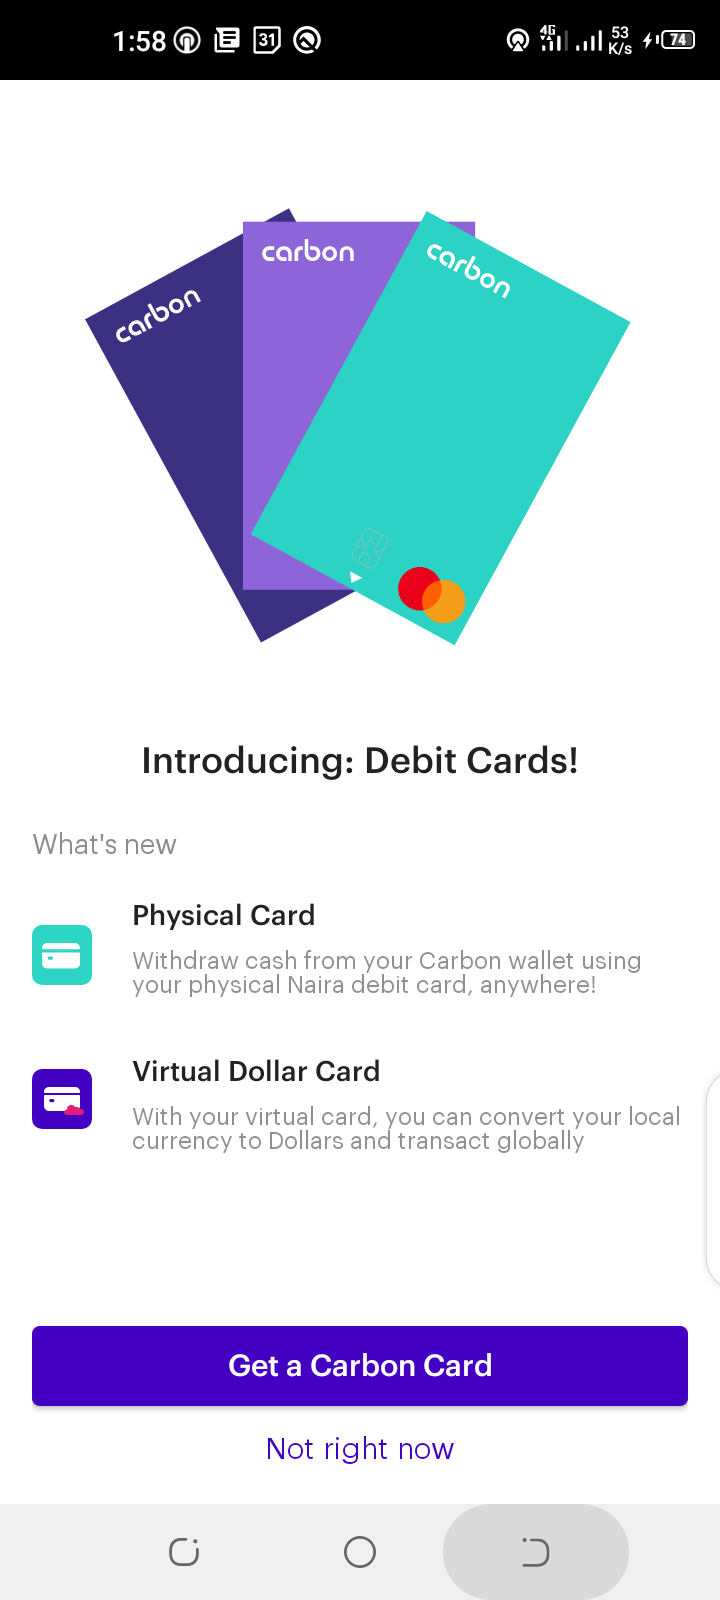 1:58
31
4G
53
K/s
74
carbon
carbon
carbon
Introducing: Debit Cards!
What's new
Physical Card
Withdraw cash from your Carbon wallet using
your physical Naira debit card, anywhere!
Virtual Dollar Card
With your virtual card, you can convert your local
currency to Dollars and transact globally
Get a Carbon Card
Not right now